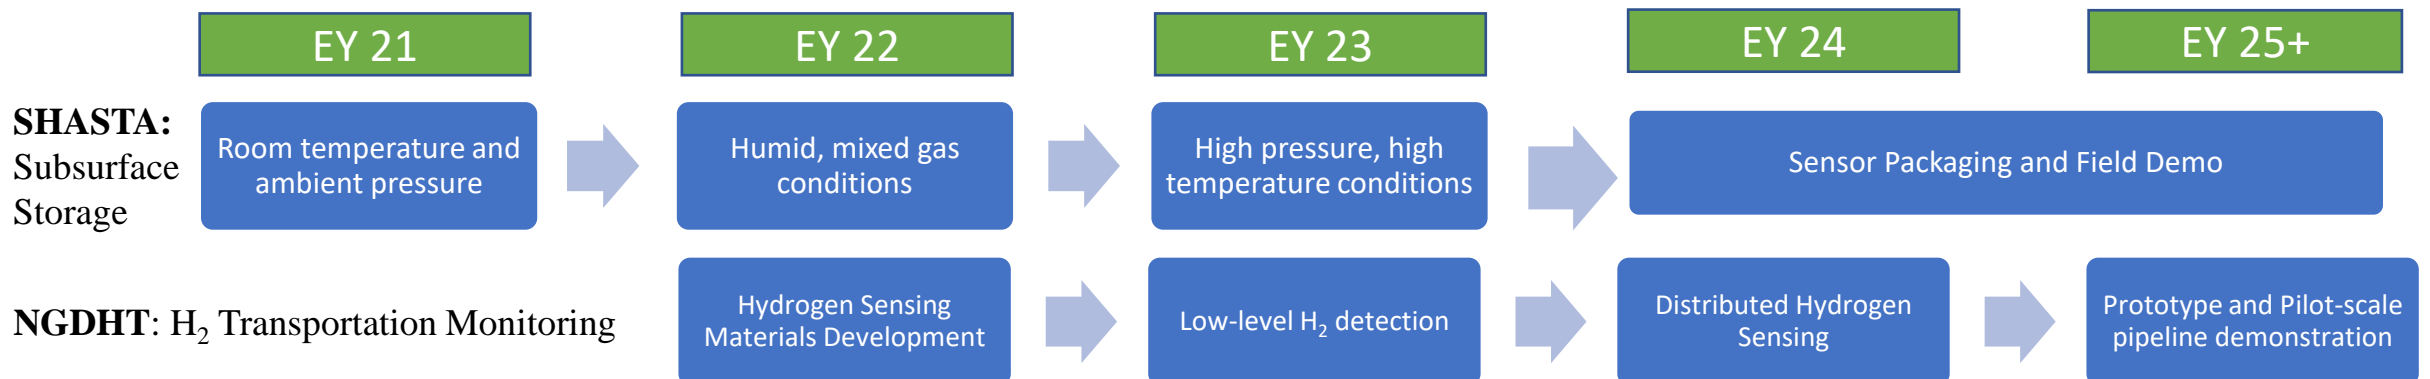 EY 21
EY 22
EY 23
EY 24
EY 25+
SHASTA:
Subsurface
Storage
Room temperature and
ambient pressure
Humid, mixed gas
conditions
High pressure, high
temperature conditions
Sensor Packaging and Field Demo
NGDHT: H₂ Transportation Monitoring
Hydrogen Sensing
Materials Development
Low-level H₂ detection
Distributed Hydrogen
Sensing
Prototype and Pilot-scale
pipeline demonstration